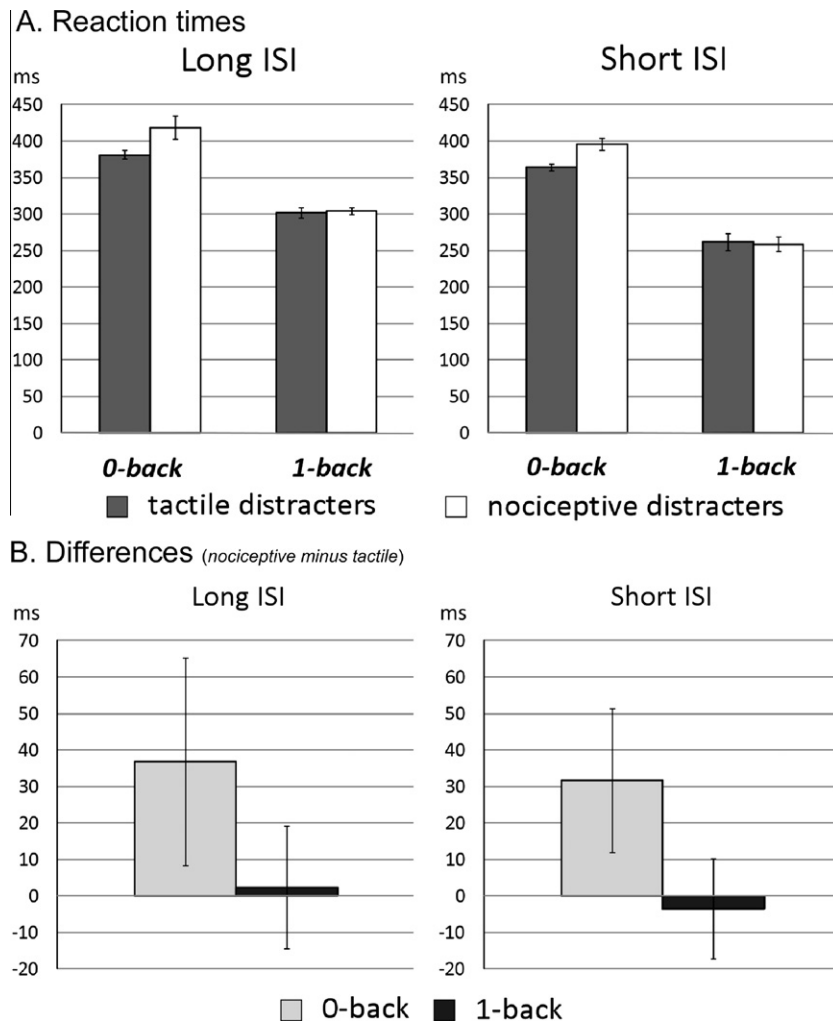 A. Reaction times
Long ISI
Short ISI
ms
ms
450
400
350
300
250
200
150
100
50
0
450
400
350
300
250
200
150
100
50
0
0-back 1-back
0-back 1-back
tactile distracters nociceptive distracters
B. Differences (nociceptive minus tactile)
Long ISI
Short ISI
ms
ms
70
60
50
40
30
20
10
0
-10
-20
70
60
50
40
30
20
10
0
-10
-20
0-back 1-back